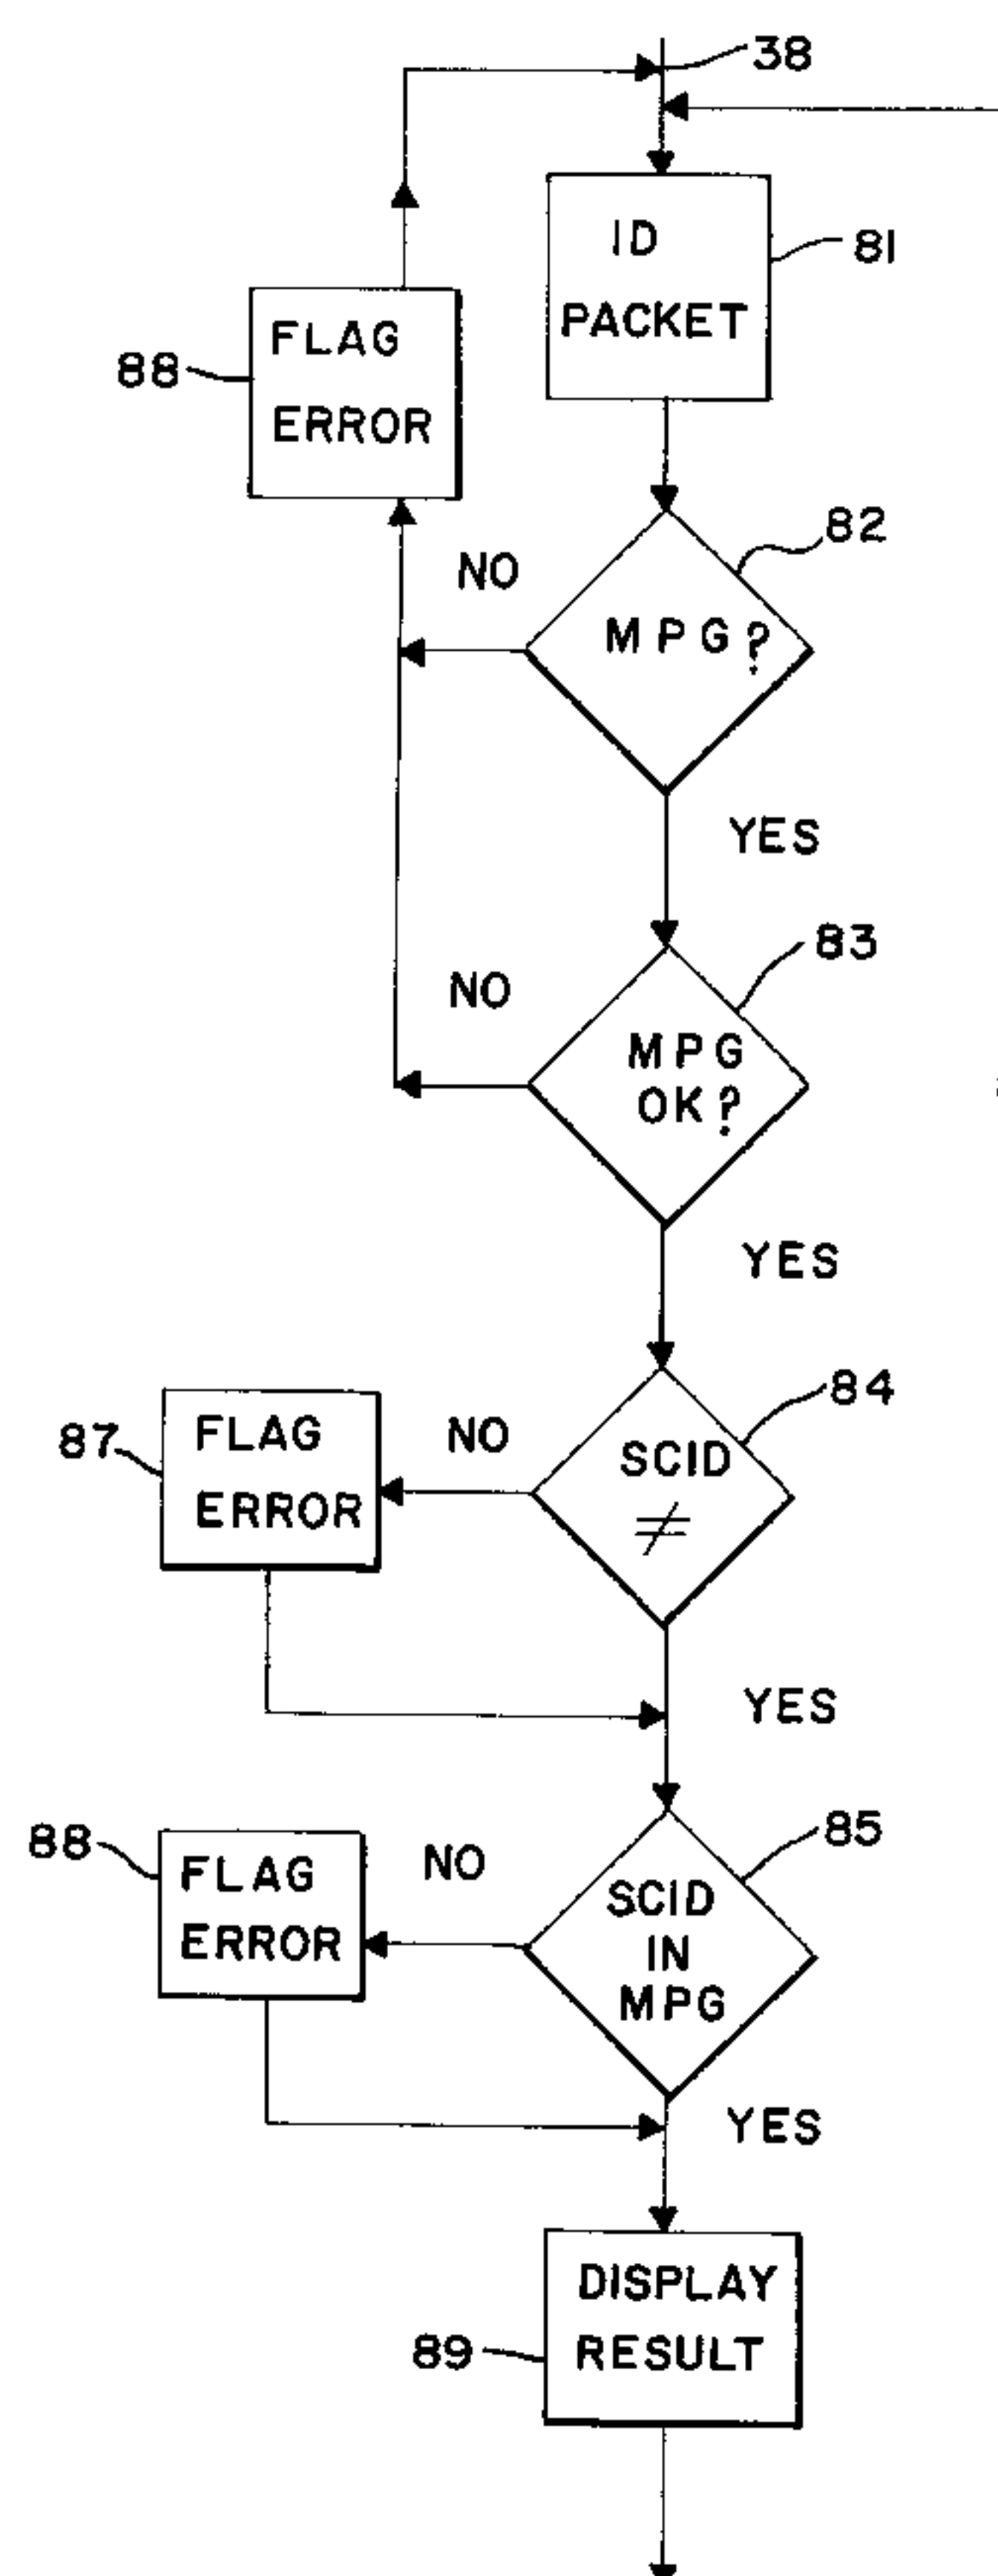 38
ID
PACKET
81
FLAG
ERROR
88
82
NO
MPG?
YES
83
NO
MPG
OK?
YES
84
87
FLAG
ERROR
NO
SCID
≠
YES
85
88
FLAG
ERROR
NO
SCID
IN
MPG
YES
DISPLAY
RESULT
89